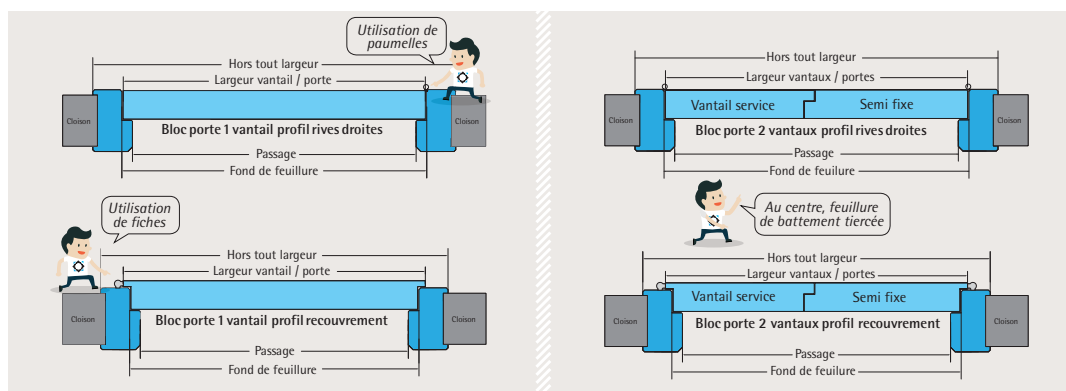 Utilisation de
paumelles
Hors tout largeur
Largeur vantail / porte
Cloison
Cloison
Bloc porte 1 vantail profil rives droites
Passage
Fond de feuillure
Utilisation
de fiches
Hors tout largeur
Largeur vantail / porte
Cloison
Cloison
Bloc porte 1 vantail profil recouvrement
Passage
Fond de feuillure
Hors tout largeur
Largeur vantaux / portes
Vantail service
Semi fixe
Cloison
Cloison
Bloc porte 2 vantaux profil rives droites
Passage
Fond de feuillure
Au centre, feuillure
de battement tiercée
Hors tout largeur
Largeur vantaux / portes
Vantail service
Semi fixe
Cloison
Cloison
Bloc porte 2 vantaux profil recouvrement
Passage
Fond de feuillure